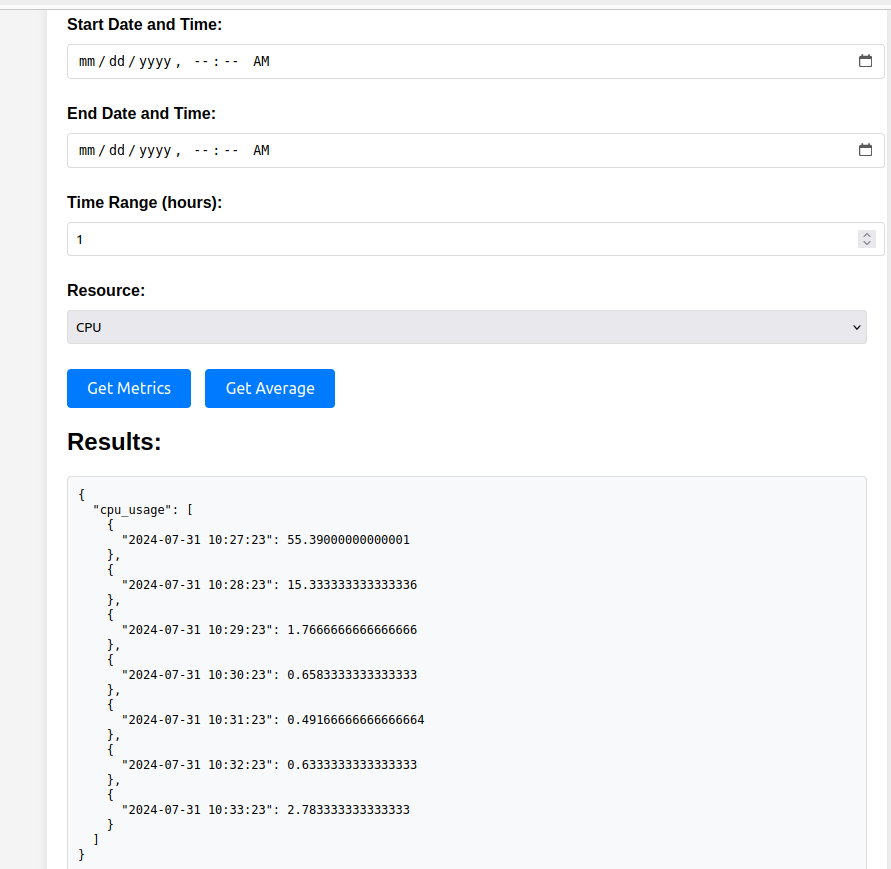 Start Date and Time:
mm/dd/yyyy, --:-- AM
End Date and Time:
mm/dd/yyyy, --:-- AM
Time Range (hours):
1
Resource:
CPU
Get Metrics Get Average
Results:
{
  "cpu_usage": [
    {
      "2024-07-31 10:27:23": 55.39000000000001
    },
    {
      "2024-07-31 10:28:23": 15.333333333333336
    },
    {
      "2024-07-31 10:29:23": 1.7666666666666666
    },
    {
      "2024-07-31 10:30:23": 0.6583333333333333
    },
    {
      "2024-07-31 10:31:23": 0.49166666666666664
    },
    {
      "2024-07-31 10:32:23": 0.6333333333333333
    },
    {
      "2024-07-31 10:33:23": 2.783333333333333
    }
  ]
}